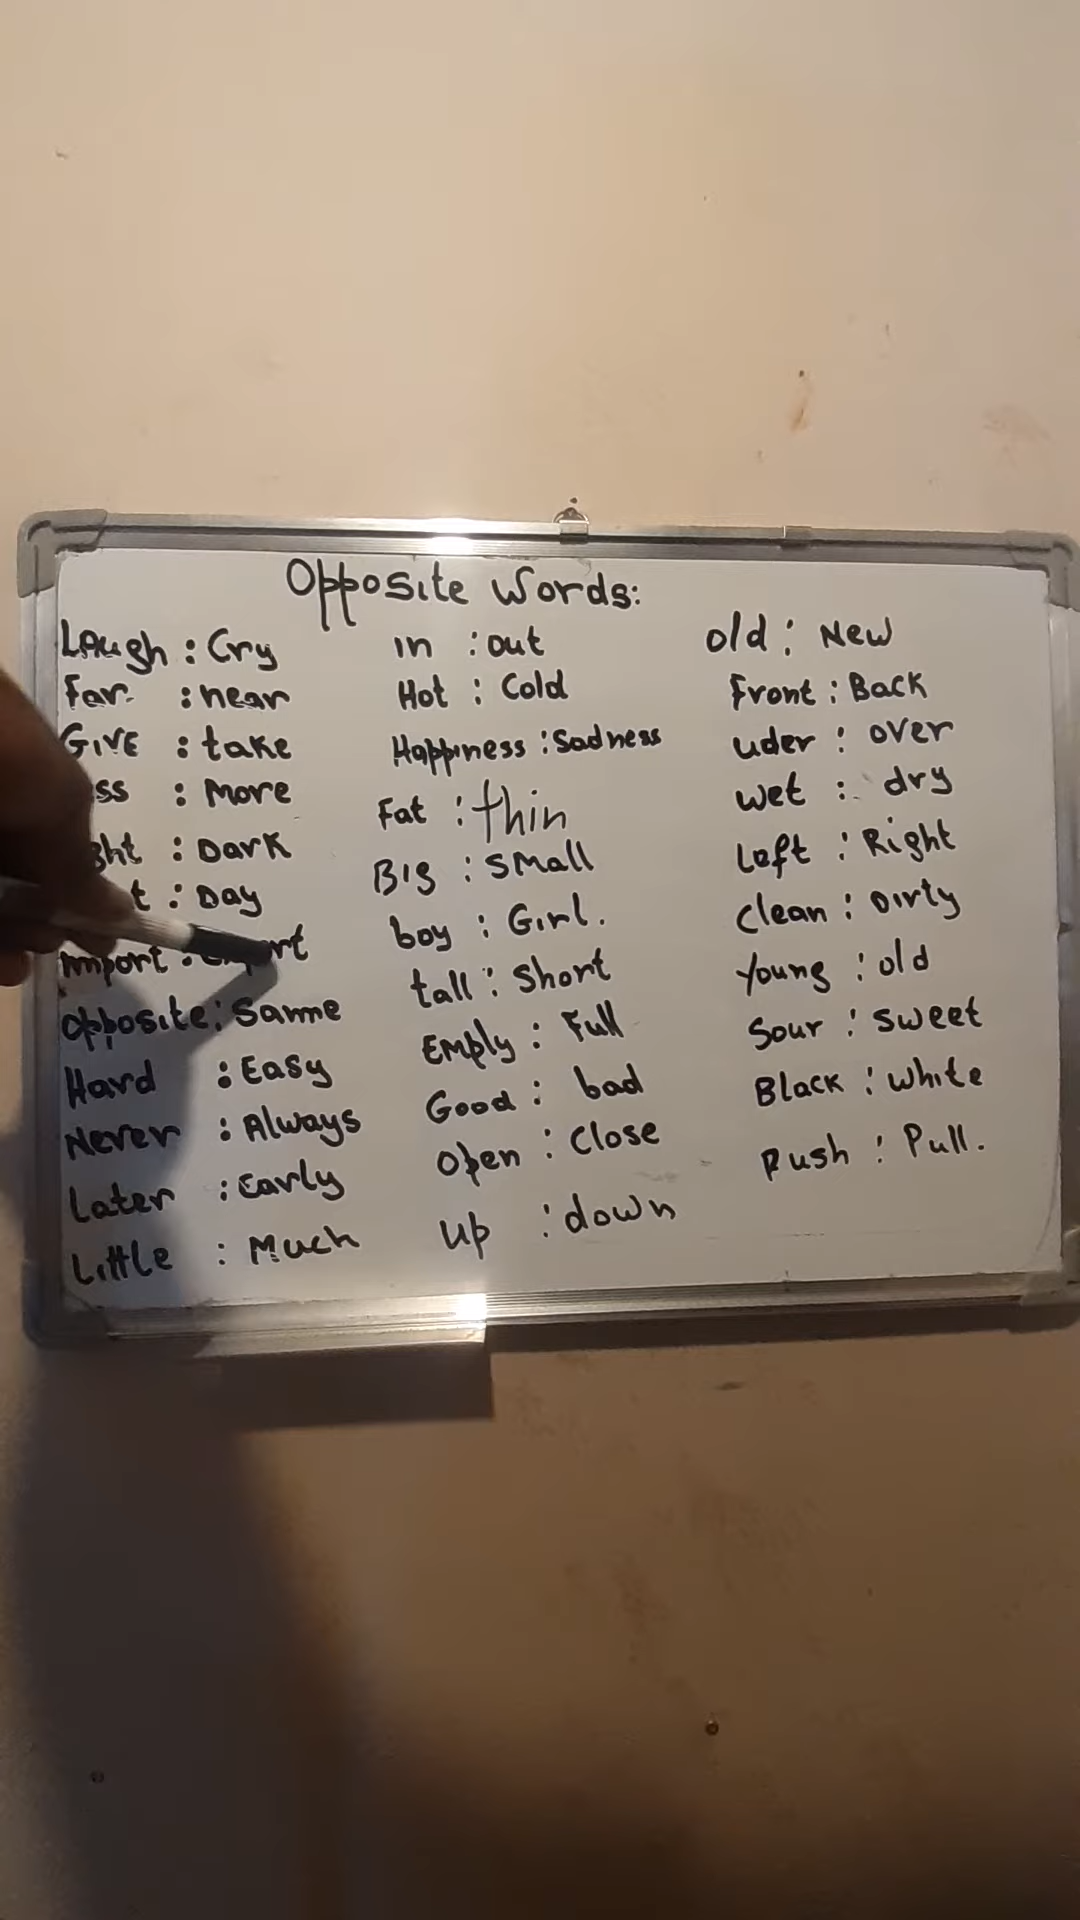 Opposite Words:
Laugh : Cry
Far. : near
Give : take
ss : More
ght : Dark
t : Day
Import :
Opposite : Same
Hard : Easy
Never : Always
Later : Early
Little : Much
in : out
Hot : Cold
Happiness : Sadness
Fat : thin
Big : Small
boy : Girl.
tall : Short
Emply : Full
Good : bad
Open : Close
Up : down
old : New
Front : Back
uder : over
wet : dry
Left : Right
Clean : Dirty
Young : old
Sour : sweet
Black : white
Push : Pull.